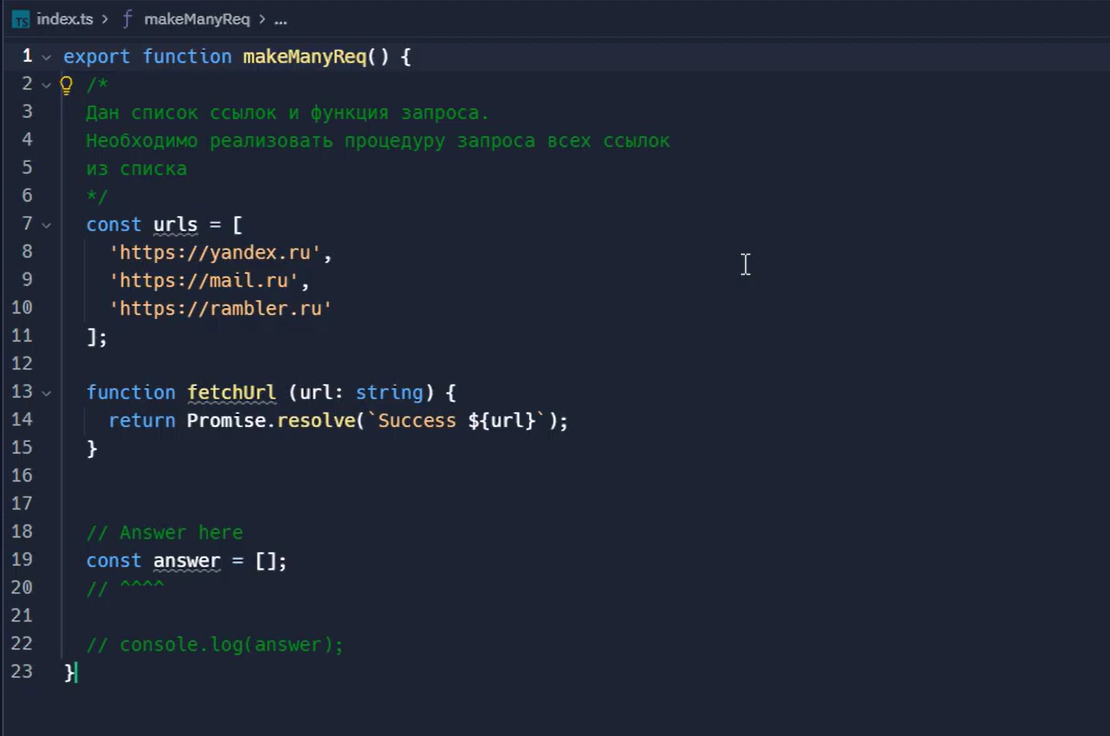 TS index.ts > makeManyReq > ...
1 export function makeManyReq() {
2 /*
3 Дан список ссылок и функция запроса.
4 Необходимо реализовать процедуру запроса всех ссылок
5 из списка
6 */
7 const urls = [
8 'https://yandex.ru',
9 'https://mail.ru',
10 'https://rambler.ru'
11 ];
12
13 function fetchUrl (url: string) {
14 return Promise.resolve(`Success ${url}`);
15 }
16
17
18 // Answer here
19 const answer = [];
20 // ^^^^
21
22 // console.log(answer);
23 }